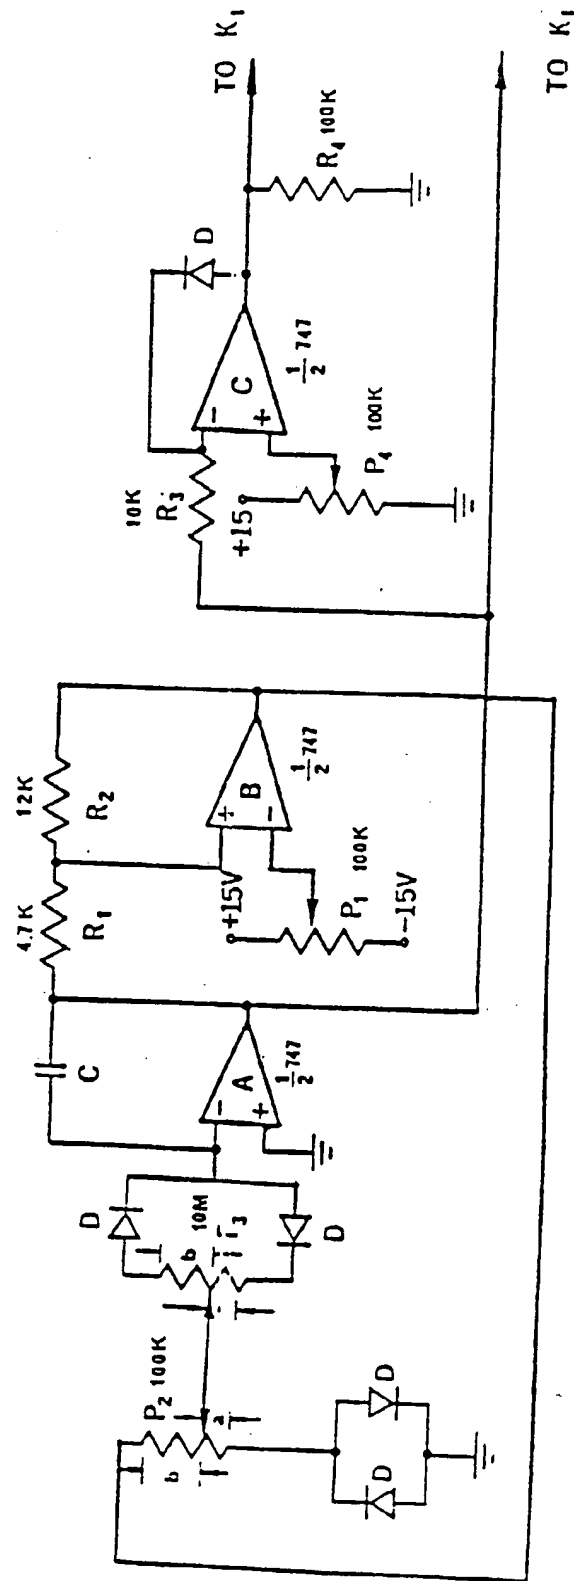 P₂ 100K
b
a
D
D
D
D
10M
b
C
A
-
+
½ 747
4.7K
R₁
12K
R₂
+15V
P₁ 100K
-15V
B
+
-
½ 747
10K
R₃
+15
P₄ 100K
C
-
+
½ 747
D
R₄ 100K
TO K₁
TO K₁